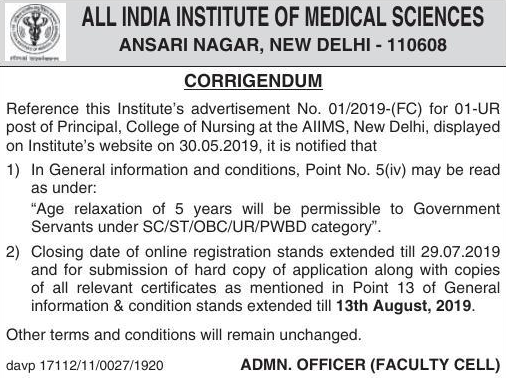 ALL INDIA INSTITUTE OF MEDICAL SCIENCES
ANSARI NAGAR, NEW DELHI - 110608
CORRIGENDUM
Reference this Institute's advertisement No. 01/2019-(FC) for 01-UR
post of Principal, College of Nursing at the AIIMS, New Delhi, displayed
on Institute's website on 30.05.2019, it is notified that
1) In General information and conditions, Point No. 5(iv) may be read
as under:
"Age relaxation of 5 years will be permissible to Government
Servants under SC/ST/OBC/UR/PWBD category".
2) Closing date of online registration stands extended till 29.07.2019
and for submission of hard copy of application along with copies
of all relevant certificates as mentioned in Point 13 of General
information & condition stands extended till 13th August, 2019.
Other terms and conditions will remain unchanged.
davp 17112/11/0027/1920 ADMN. OFFICER (FACULTY CELL)